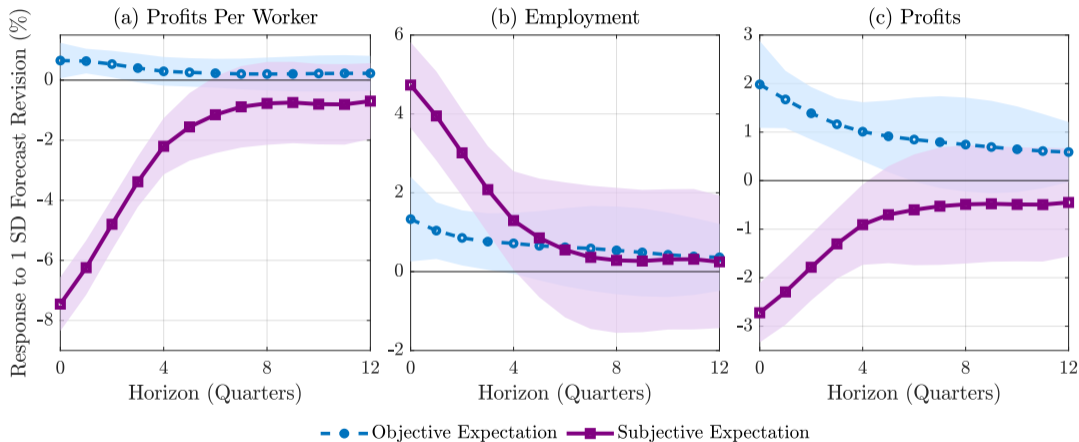 (a) Profits Per Worker
(b) Employment
(c) Profits
Response to 1 SD Forecast Revision (%)
0
-2
-4
-6
-8
0 4 8 12
Horizon (Quarters)
6
4
2
0
-2
0 4 8 12
Horizon (Quarters)
3
2
1
0
-1
-2
-3
0 4 8 12
Horizon (Quarters)
Objective Expectation Subjective Expectation